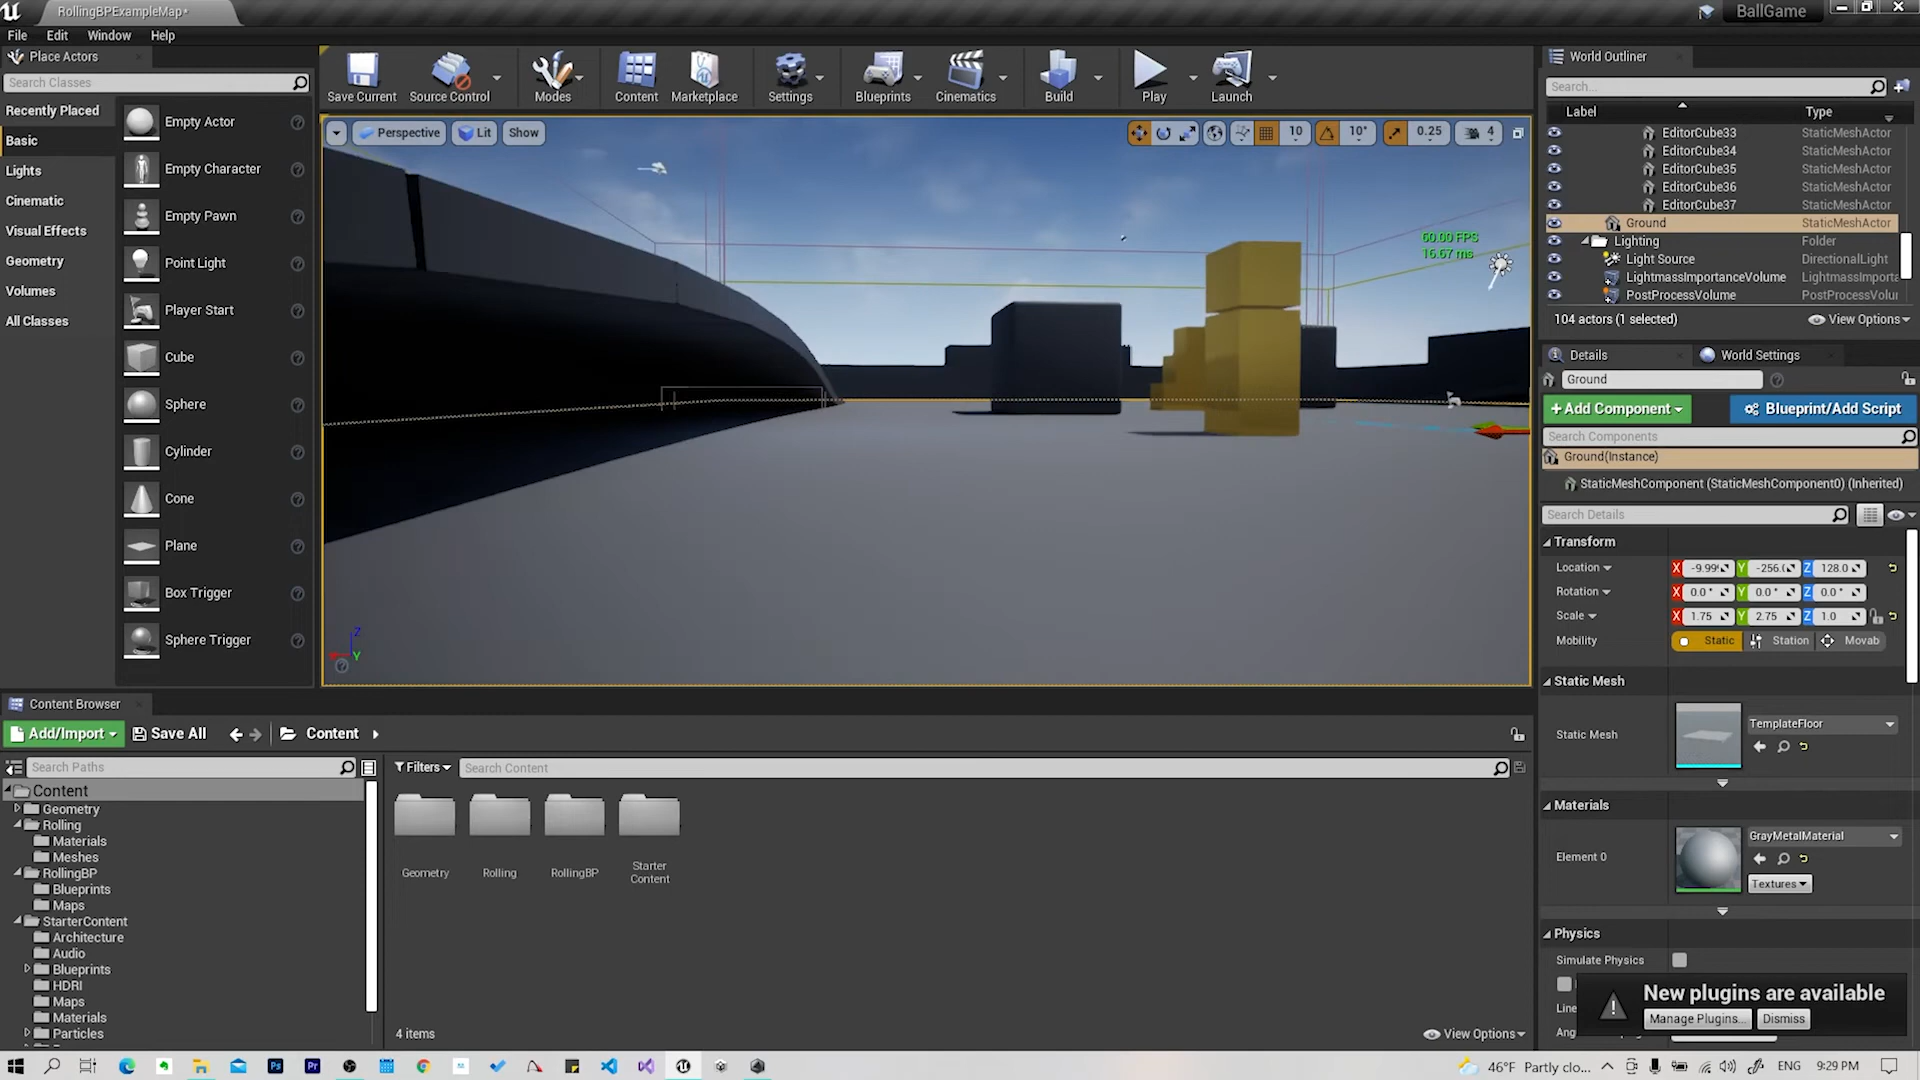 RollingBPExampleMap*
BallGame
File Edit Window Help
Place Actors
Search Classes
Recently Placed
Basic
Lights
Cinematic
Visual Effects
Geometry
Volumes
All Classes
Empty Actor
Empty Character
Empty Pawn
Point Light
Player Start
Cube
Sphere
Cylinder
Cone
Plane
Box Trigger
Sphere Trigger
Save Current Source Control Modes Content Marketplace Settings Blueprints Cinematics Build Play Launch
Perspective Lit Show
10 10° 0.25 4
60.00 FPS
16.67 ms
Z
Y
World Outliner
Search...
Label Type
EditorCube33 StaticMeshActor
EditorCube34 StaticMeshActor
EditorCube35 StaticMeshActor
EditorCube36 StaticMeshActor
EditorCube37 StaticMeshActor
Ground StaticMeshActor
Lighting Folder
Light Source DirectionalLight
LightmassImportanceVolume LightmassImporta
PostProcessVolume PostProcessVolur
104 actors (1 selected) View Options
Details World Settings
Ground
+Add Component Blueprint/Add Script
Search Components
Ground(Instance)
StaticMeshComponent (StaticMeshComponent0) (Inherited)
Search Details
Transform
Location X Y -256.( Z 128.0
Rotation X 0.0° Y 0.0° Z 0.0°
Scale X 1.75 Y 2.75 Z 1.0
Mobility Static Station Movab
Static Mesh
Static Mesh TemplateFloor
Materials
Element 0 GrayMetalMaterial
Textures
Physics
Simulate Physics
Line
Ang
New plugins are available
Manage Plugins... Dismiss
Content Browser
Add/Import Save All Content
Search Paths
Content
Geometry
Rolling
Materials
Meshes
RollingBP
Blueprints
Maps
StarterContent
Architecture
Audio
Blueprints
HDRI
Maps
Materials
Particles
Filters Search Content
Geometry Rolling RollingBP Starter
Content
4 items View Options
46°F Partly clo... ENG 9:29 PM